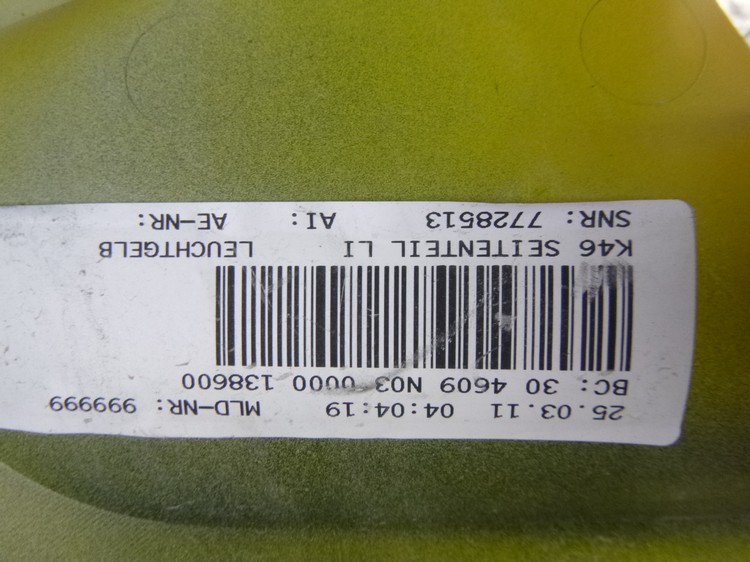 25.03.11 04:04:19 MLD-NR: 999999
BC: 30 4609 N03 0000 138600
K46 SEITENTEIL LI LEUCHTGELB
SNR: 7728513 AI: AE-NR: